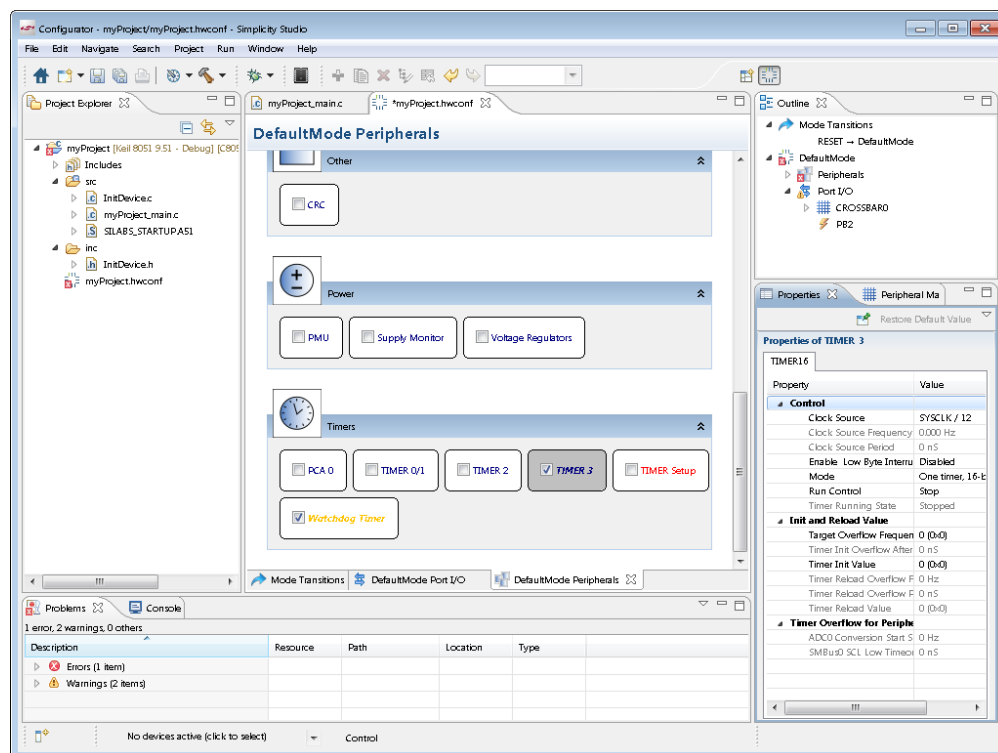 Configurator - myProject/myProject.hwconf - Simplicity Studio
File Edit Navigate Search Project Run Window Help
Project Explorer
myProject [Keil 8051 9.51 - Debug] [C805
Includes
src
InitDevice.c
myProject_main.c
SILABS_STARTUP.A51
inc
InitDevice.h
myProject.hwconf
myProject_main.c
*myProject.hwconf
DefaultMode Peripherals
Other
CRC
Power
PMU
Supply Monitor
Voltage Regulators
Timers
PCA 0
TIMER 0/1
TIMER 2
TIMER 3
TIMER Setup
Watchdog Timer
Mode Transitions
DefaultMode Port I/O
DefaultMode Peripherals
Outline
Mode Transitions
RESET → DefaultMode
DefaultMode
Peripherals
Port I/O
CROSSBAR0
PB2
Properties
Peripheral Ma
Restore Default Value
Properties of TIMER 3
TIMER16
Property Value
Control
Clock Source SYSCLK / 12
Clock Source Frequency 0.000 Hz
Clock Source Period 0 nS
Enable Low Byte Interru Disabled
Mode One timer, 16-b
Run Control Stop
Timer Running State Stopped
Init and Reload Value
Target Overflow Frequen 0 (0x0)
Timer Init Overflow After 0 nS
Timer Init Value 0 (0x0)
Timer Reload Overflow F 0 Hz
Timer Reload Overflow P 0 nS
Timer Reload Value 0 (0x0)
Timer Overflow for Periphe
ADC0 Conversion Start S 0 Hz
SMBus0 SCL Low Timeou 0 nS
Problems
Console
1 error, 2 warnings, 0 others
Description Resource Path Location Type
Errors (1 item)
Warnings (2 items)
No devices active (click to select)
Control